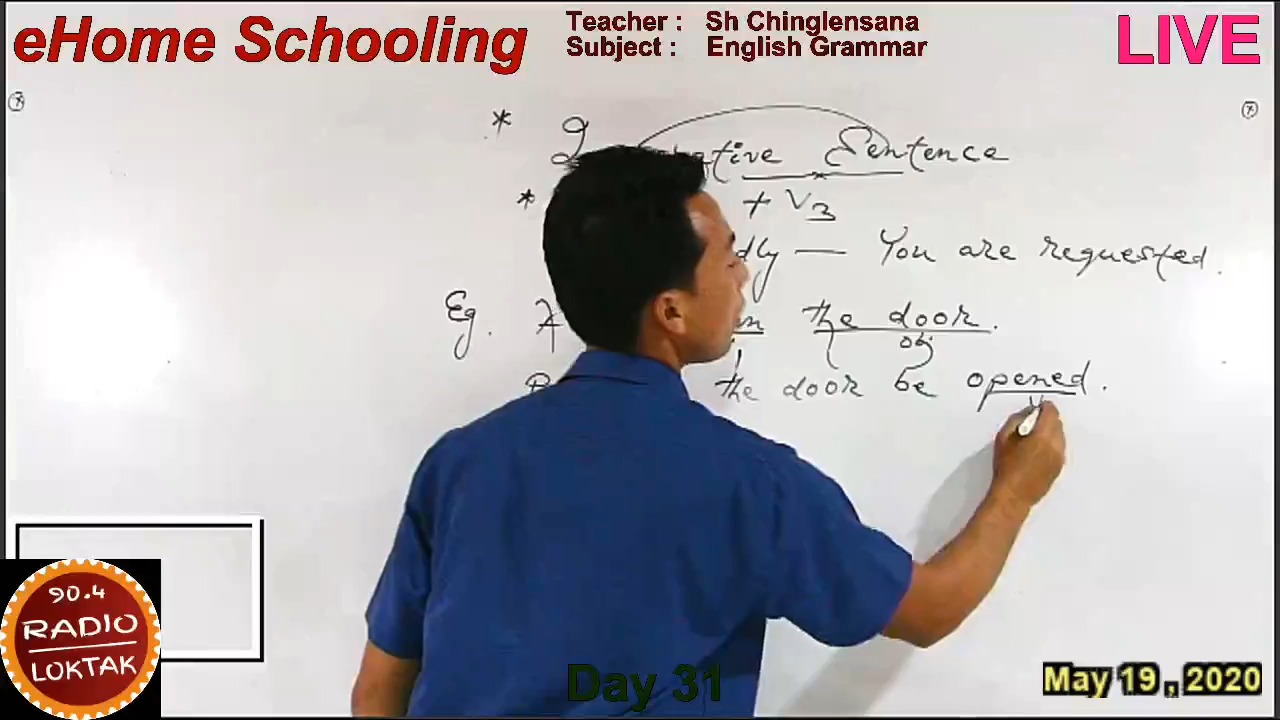 eHome Schooling
Teacher : Sh Chinglensana
Subject : English Grammar
LIVE
* Sentence
* + V3
— You are requested.
Eg. the door.
obj
the door be opened.
90.4
RADIO
LOKTAK
Day 31
May 19 , 2020